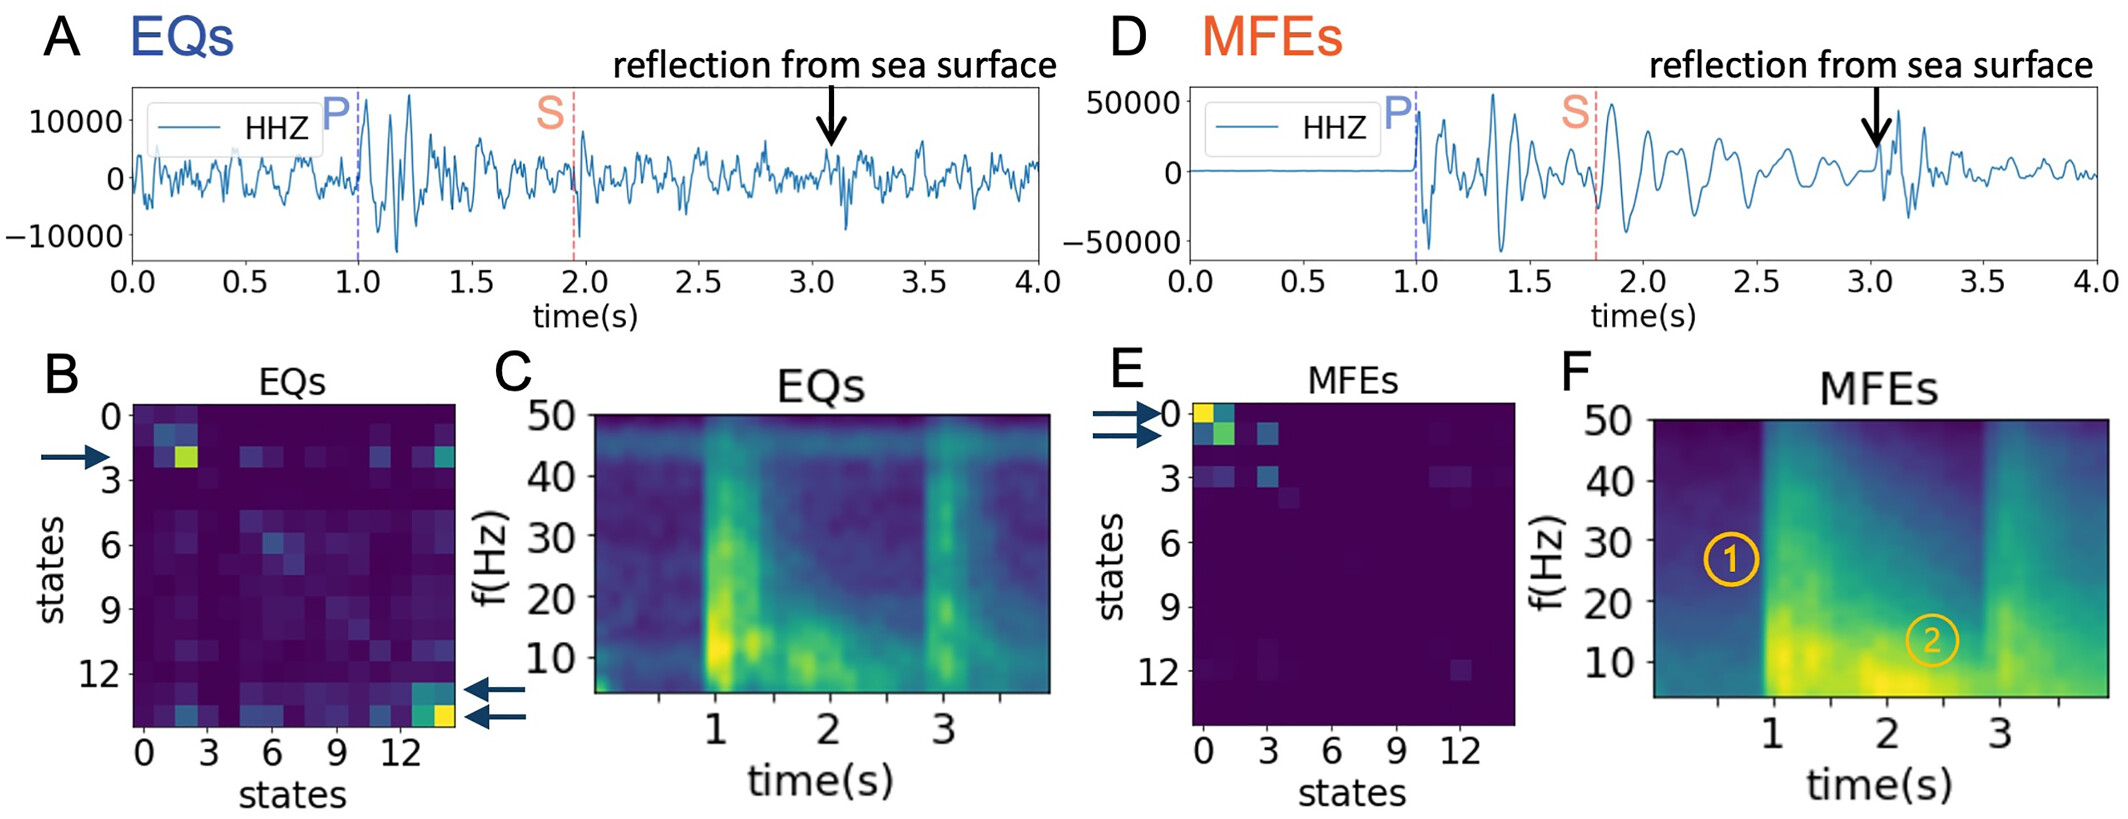 A EQs
reflection from sea surface
10000
0
−10000
HHZ
P
S
0.0 0.5 1.0 1.5 2.0 2.5 3.0 3.5 4.0
time(s)
D MFEs
reflection from sea surface
50000
0
−50000
HHZ
P
S
0.0 0.5 1.0 1.5 2.0 2.5 3.0 3.5 4.0
time(s)
B
EQs
0
3
6
9
12
states
0 3 6 9 12
states
C
EQs
50
40
30
20
10
f(Hz)
1 2 3
time(s)
E
MFEs
0
3
6
9
12
states
0 3 6 9 12
states
F
MFEs
50
40
30
20
10
f(Hz)
1
2
1 2 3
time(s)